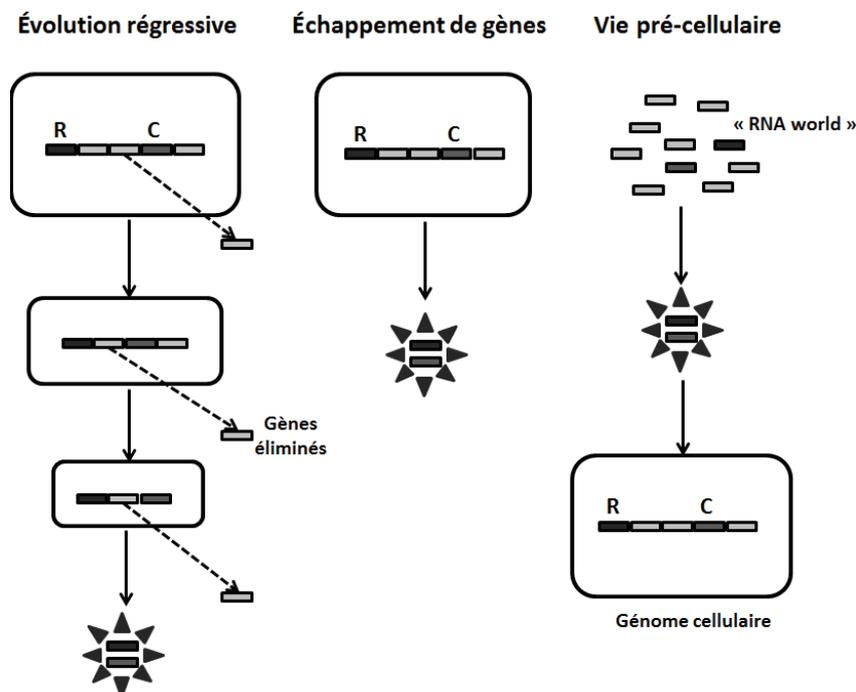 Évolution régressive
Échappement de gènes
Vie pré-cellulaire
R C
R C
« RNA world »
Gènes
éliminés
R C
Génome cellulaire